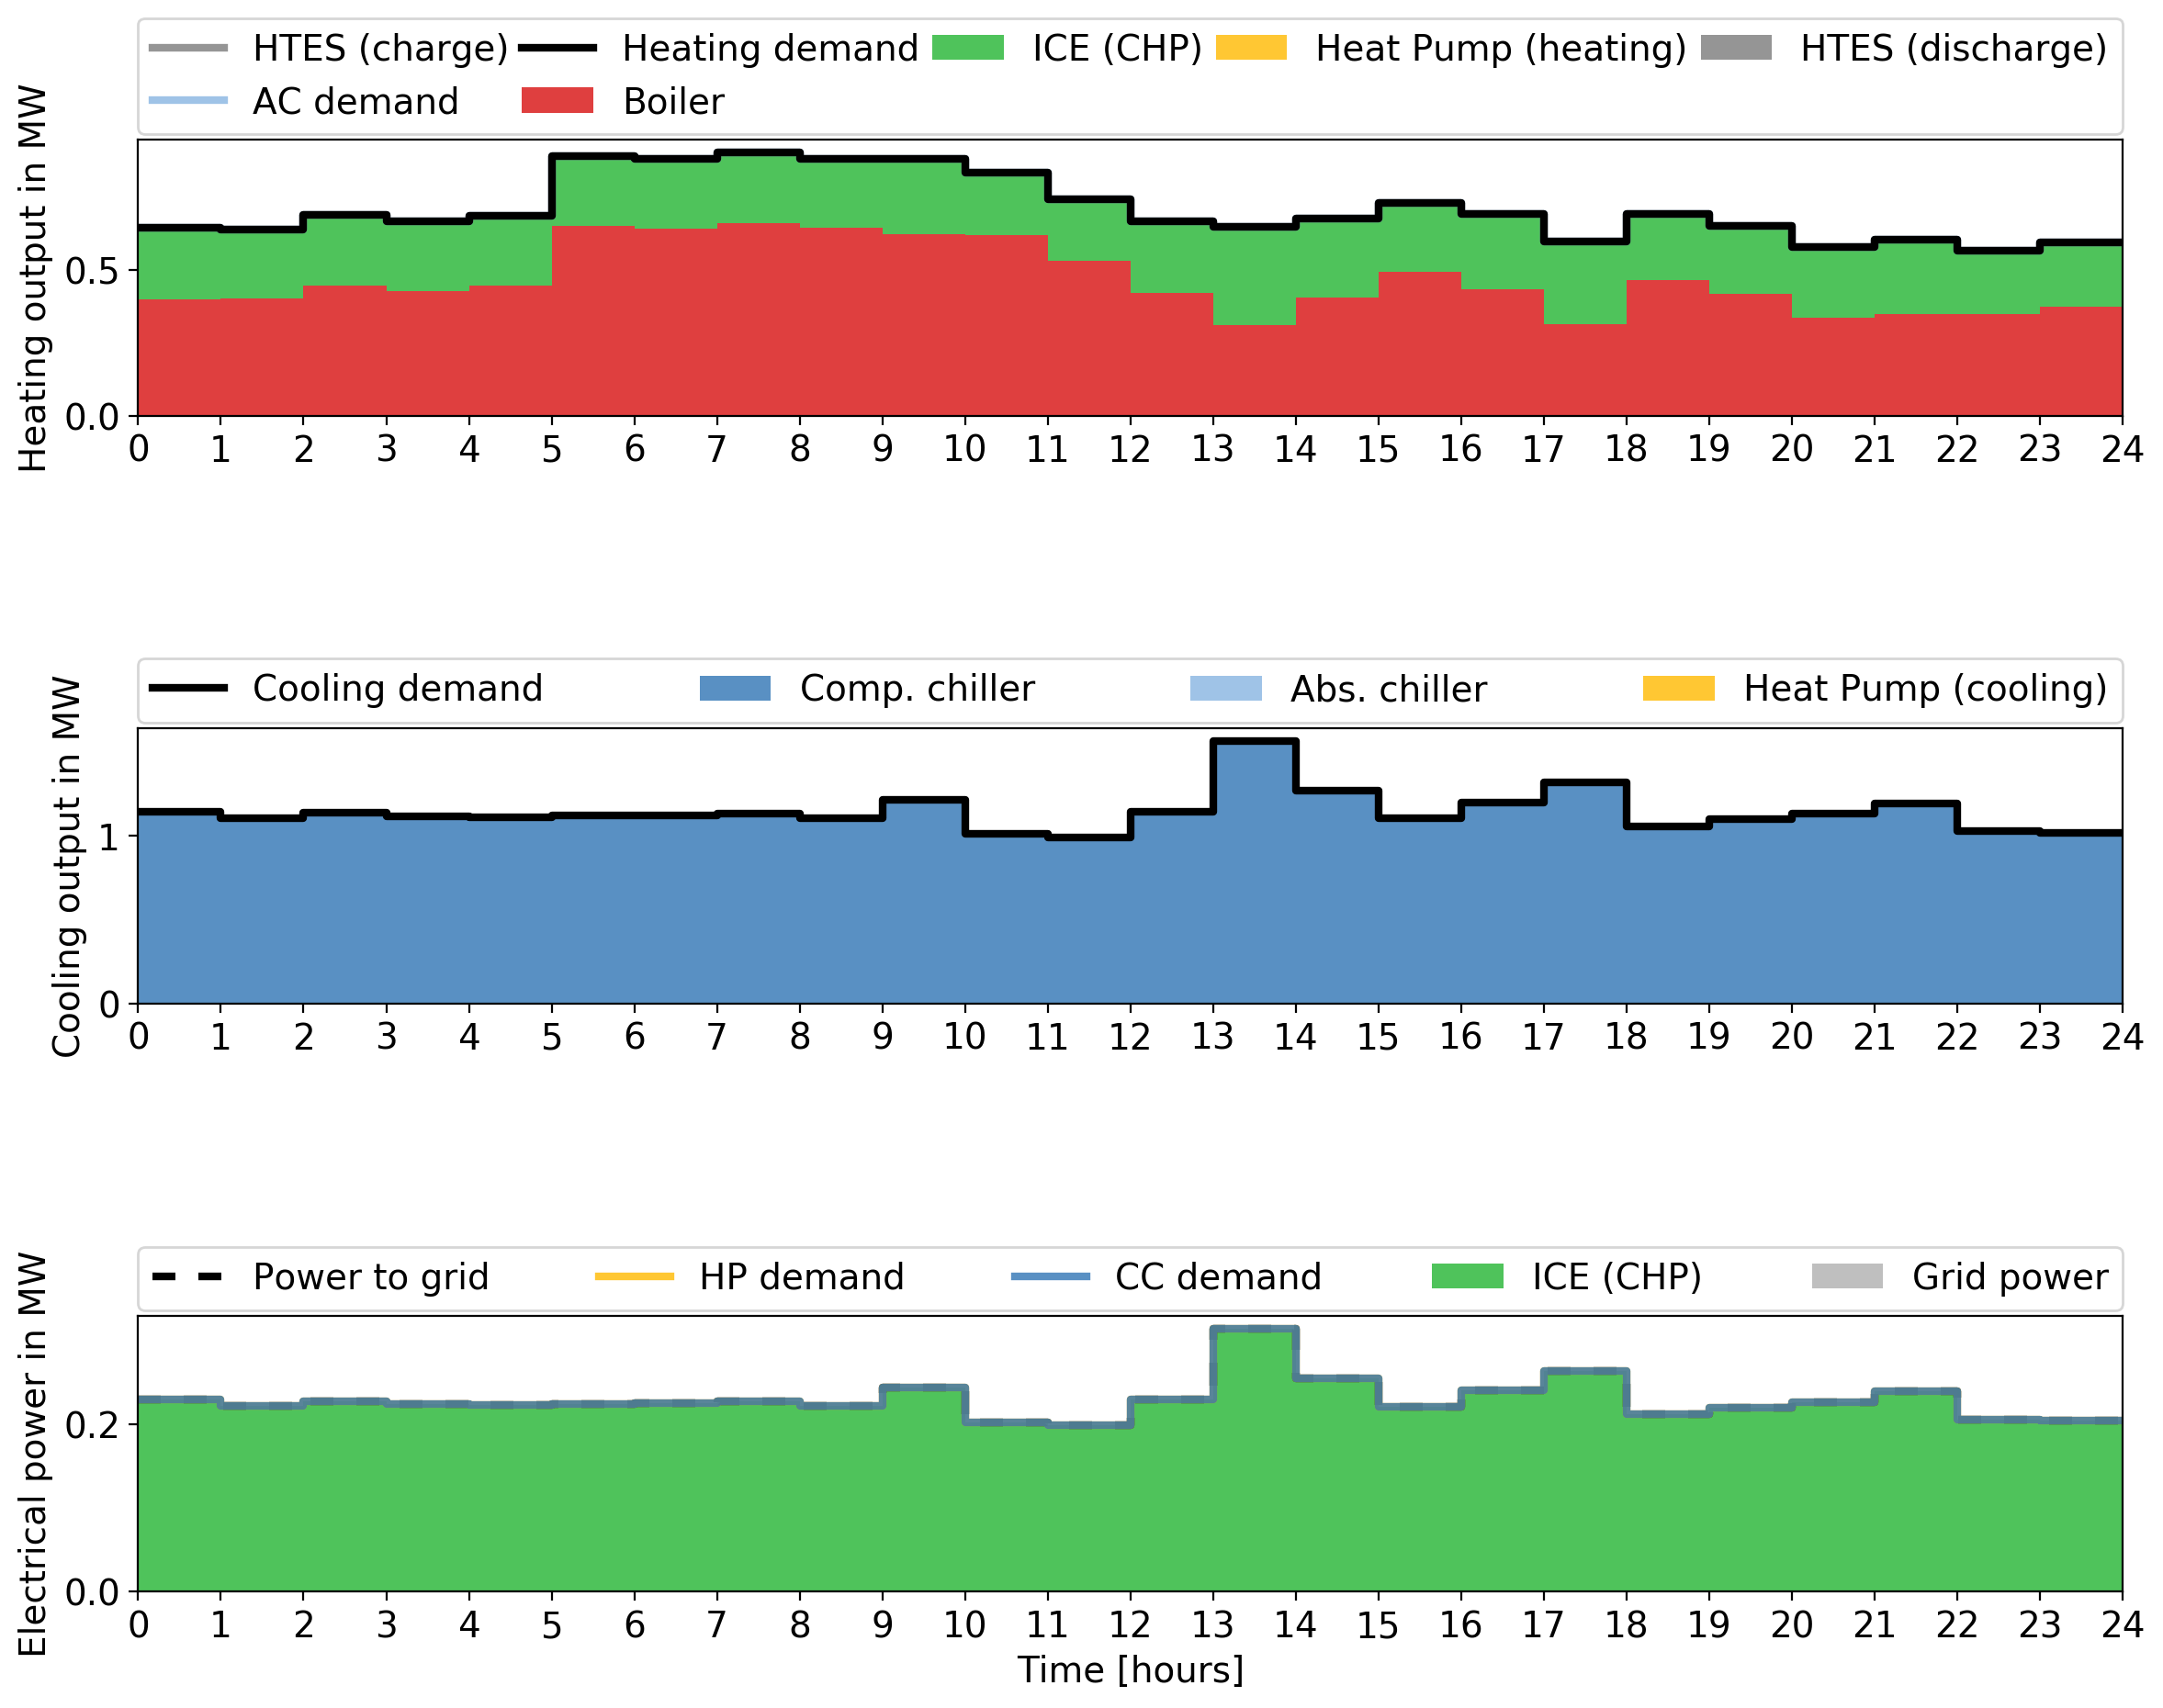 HTES (charge) Heating demand ICE (CHP) Heat Pump (heating) HTES (discharge)
AC demand Boiler
Heating output in MW
0.5
0.0
0 1 2 3 4 5 6 7 8 9 10 11 12 13 14 15 16 17 18 19 20 21 22 23 24
Cooling demand Comp. chiller Abs. chiller Heat Pump (cooling)
Cooling output in MW
1
0
0 1 2 3 4 5 6 7 8 9 10 11 12 13 14 15 16 17 18 19 20 21 22 23 24
Power to grid HP demand CC demand ICE (CHP) Grid power
Electrical power in MW
0.2
0.0
0 1 2 3 4 5 6 7 8 9 10 11 12 13 14 15 16 17 18 19 20 21 22 23 24
Time [hours]